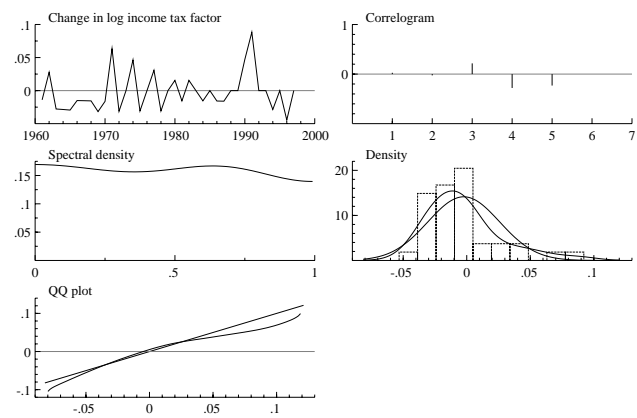 Change in log income tax factor
.1
.05
0
-.05
1960 1970 1980 1990 2000
Correlogram
1
0
0 1 2 3 4 5 6 7
Spectral density
.15
.1
.05
0 .5 1
Density
20
10
-.05 0 .05 .1
QQ plot
.1
0
-.1
-.05 0 .05 .1